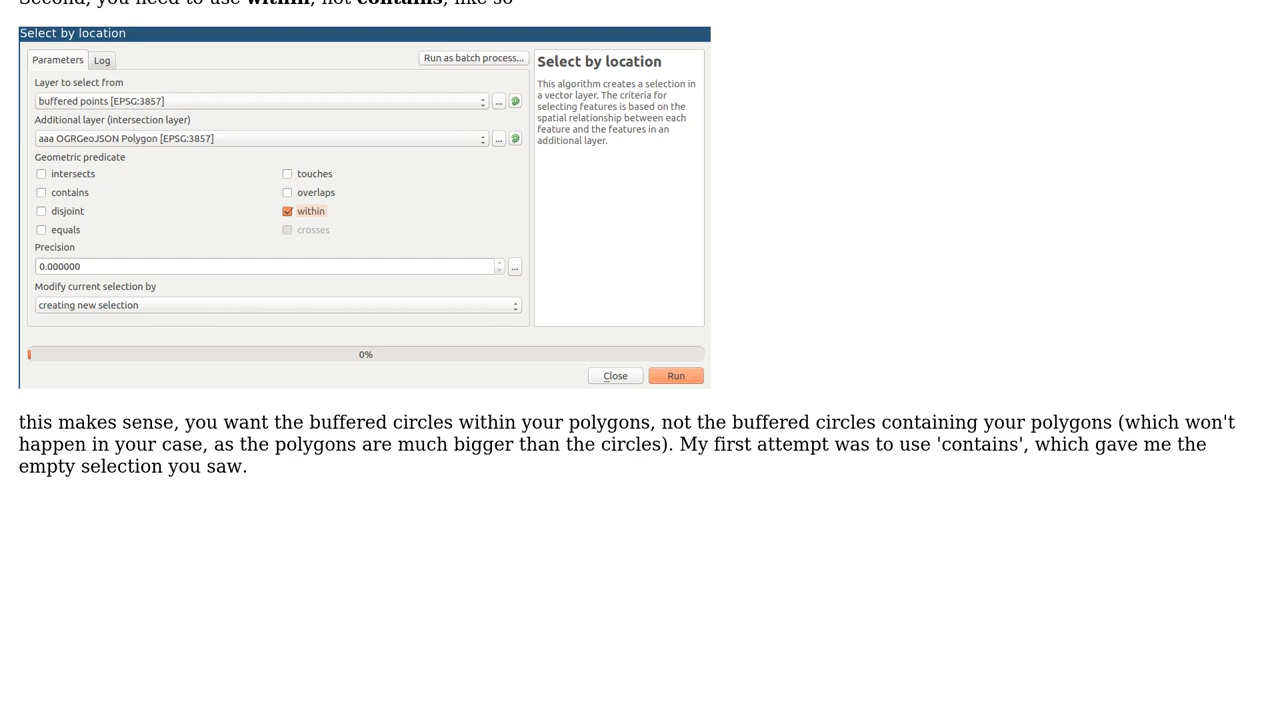 Second, you need to use within, not contains, like so
Select by location
Parameters
Log
Run as batch process...
Layer to select from
buffered points [EPSG:3857]
...
Additional layer (intersection layer)
aaa OGRGeoJSON Polygon [EPSG:3857]
...
Geometric predicate
intersects
touches
contains
overlaps
disjoint
within
equals
crosses
Precision
0.000000
...
Modify current selection by
creating new selection
Select by location
This algorithm creates a selection in
a vector layer. The criteria for
selecting features is based on the
spatial relationship between each
feature and the features in an
additional layer.
0%
Close
Run
this makes sense, you want the buffered circles within your polygons, not the buffered circles containing your polygons (which won't
happen in your case, as the polygons are much bigger than the circles). My first attempt was to use 'contains', which gave me the
empty selection you saw.